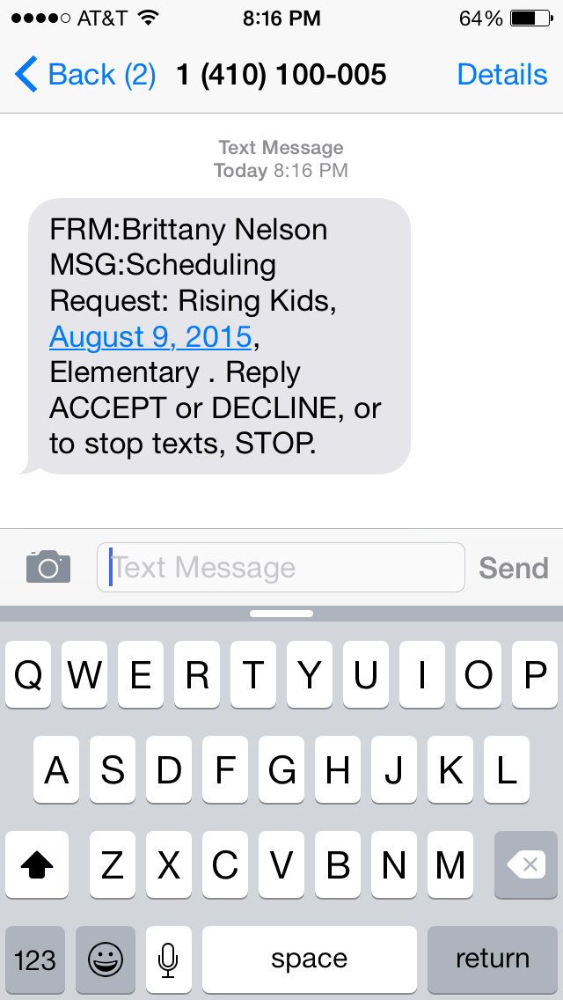 AT&T 8:16 PM 64%
Back (2) 1 (410) 100-005 Details
Text Message
Today 8:16 PM
FRM:Brittany Nelson
MSG:Scheduling
Request: Rising Kids,
August 9, 2015,
Elementary . Reply
ACCEPT or DECLINE, or
to stop texts, STOP.
Text Message Send
Q W E R T Y U I O P
A S D F G H J K L
Z X C V B N M
123 space return